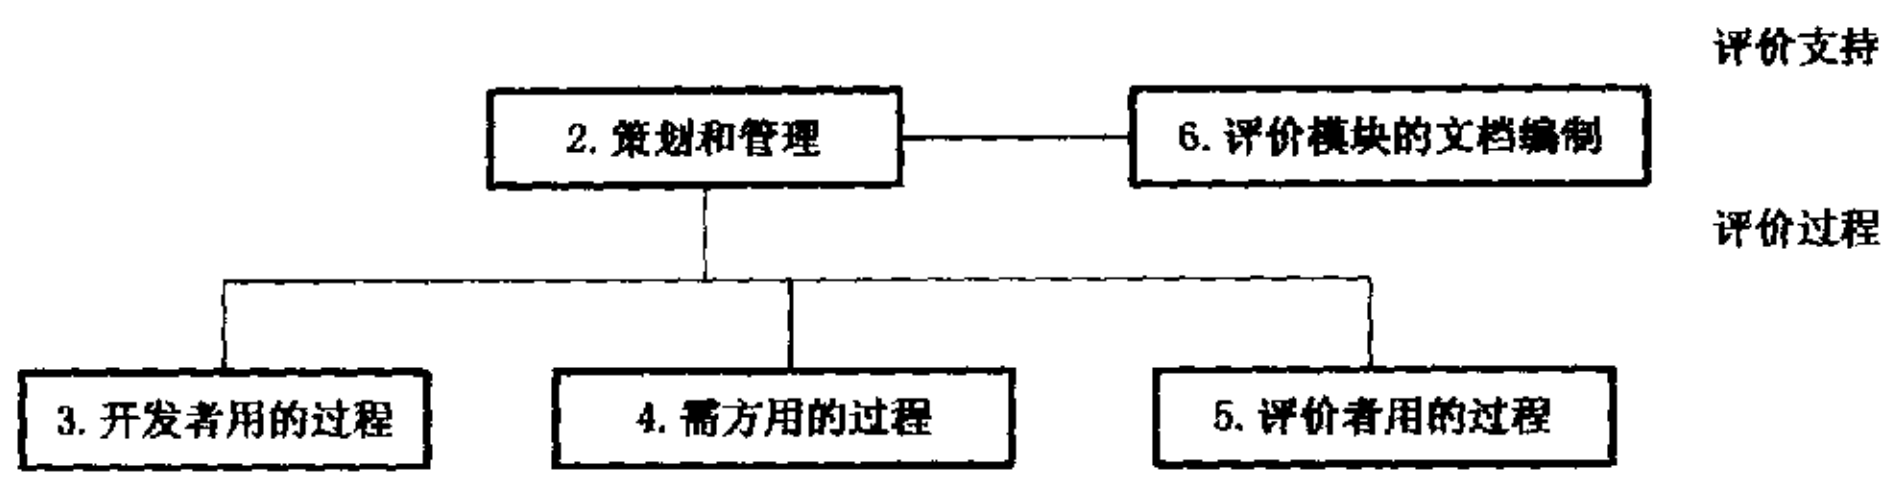 评价支持
2. 策划和管理
6. 评价模块的文档编制
评价过程
3. 开发者用的过程
4. 需方用的过程
5. 评价者用的过程